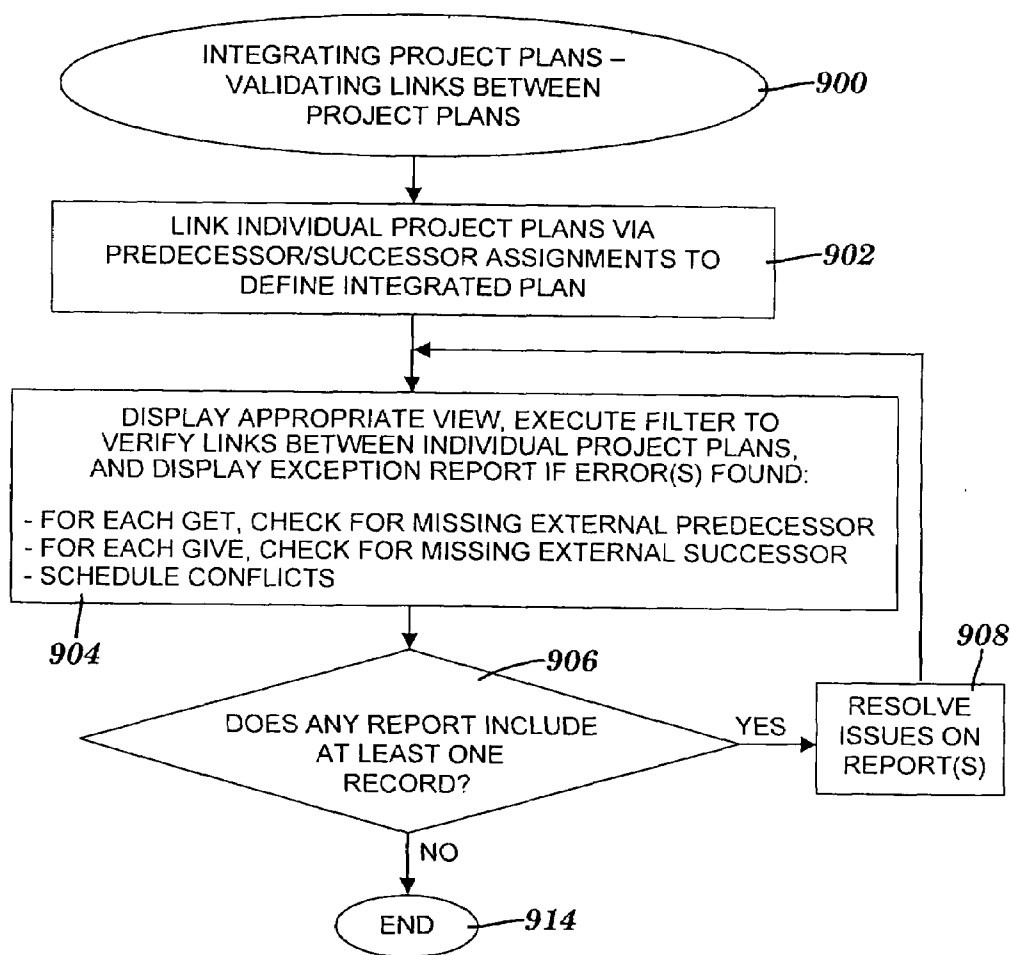 INTEGRATING PROJECT PLANS –
VALIDATING LINKS BETWEEN
PROJECT PLANS
900
LINK INDIVIDUAL PROJECT PLANS VIA
PREDECESSOR/SUCCESSOR ASSIGNMENTS TO
DEFINE INTEGRATED PLAN
902
DISPLAY APPROPRIATE VIEW, EXECUTE FILTER TO
VERIFY LINKS BETWEEN INDIVIDUAL PROJECT PLANS,
AND DISPLAY EXCEPTION REPORT IF ERROR(S) FOUND:
- FOR EACH GET, CHECK FOR MISSING EXTERNAL PREDECESSOR
- FOR EACH GIVE, CHECK FOR MISSING EXTERNAL SUCCESSOR
- SCHEDULE CONFLICTS
904
906
DOES ANY REPORT INCLUDE
AT LEAST ONE
RECORD?
YES
908
RESOLVE
ISSUES ON
REPORT(S)
NO
END
914